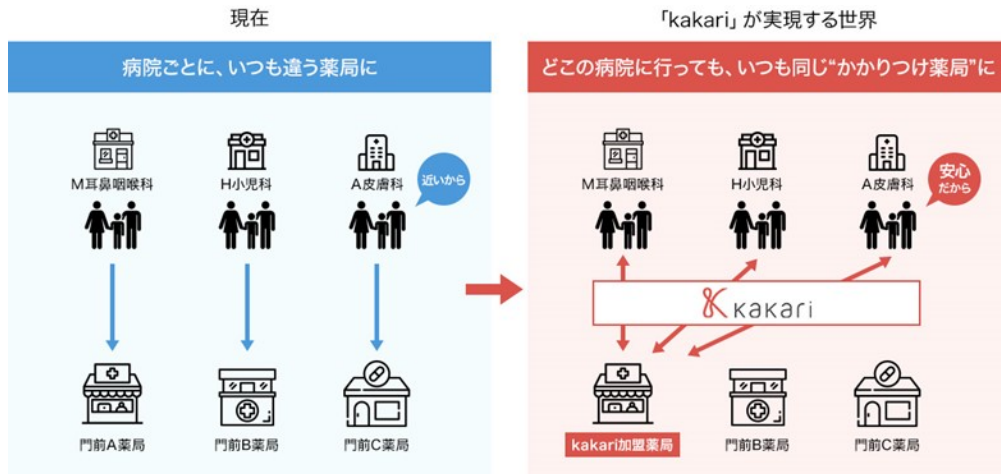 現在
病院ごとに、いつも違う薬局に
M耳鼻咽喉科
H小児科
A皮膚科
近いから
門前A薬局
門前B薬局
門前C薬局
「kakari」が実現する世界
どこの病院に行っても、いつも同じ“かかりつけ薬局”に
M耳鼻咽喉科
H小児科
A皮膚科
安心
だから
kakari
kakari加盟薬局
門前B薬局
門前C薬局